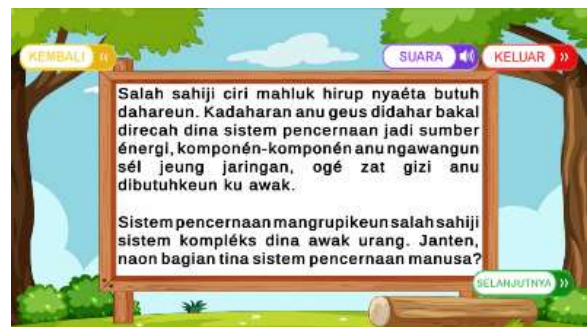 KEMBALI
SUARA
KELUAR
Salah sahiji ciri mahluk hirup nyaéta butuh
dahareun. Kadaharan anu geus didahar bakal
direcah dina sistem pencernaan jadi sumber
énergi, komponén-komponén anu ngawangun
sél jeung jaringan, ogé zat gizi anu
dibutuhkeun ku awak.
Sistem pencernaan mangrupikeun salah sahiji
sistem kompléks dina awak urang. Janten,
naon bagian tina sistem pencernaan manusa?
SELANJUTNYA